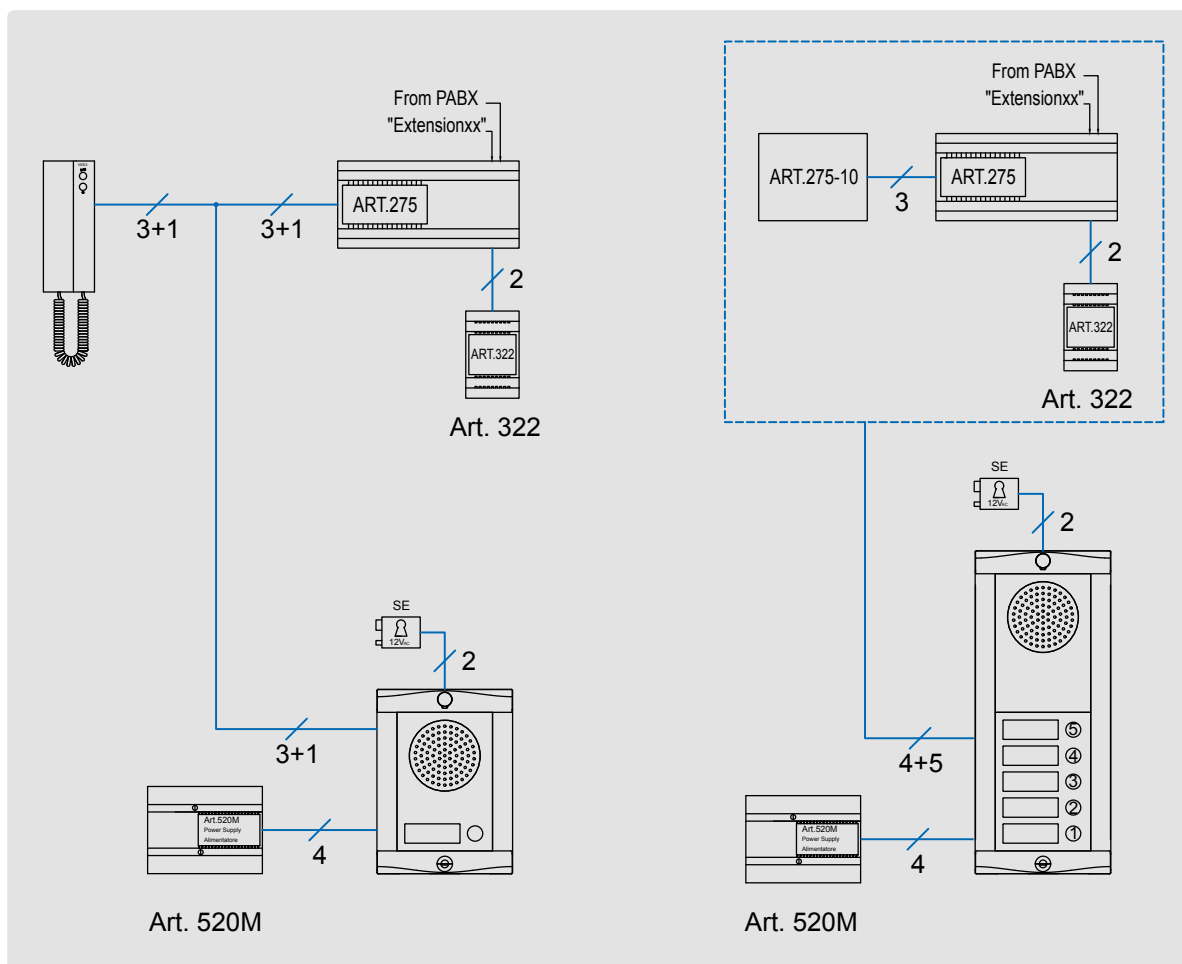 From PABX
"Extensionxx"
ART.275
3+1
3+1
2
ART.322
Art. 322
SE
12VAC
2
3+1
Art.520M
Power Supply
Alimentatore
4
Art. 520M
From PABX
"Extensionxx"
ART.275-10
3
ART.275
2
ART.322
Art. 322
SE
12VAC
2
4+5
5
4
3
2
1
Art.520M
Power Supply
Alimentatore
4
Art. 520M